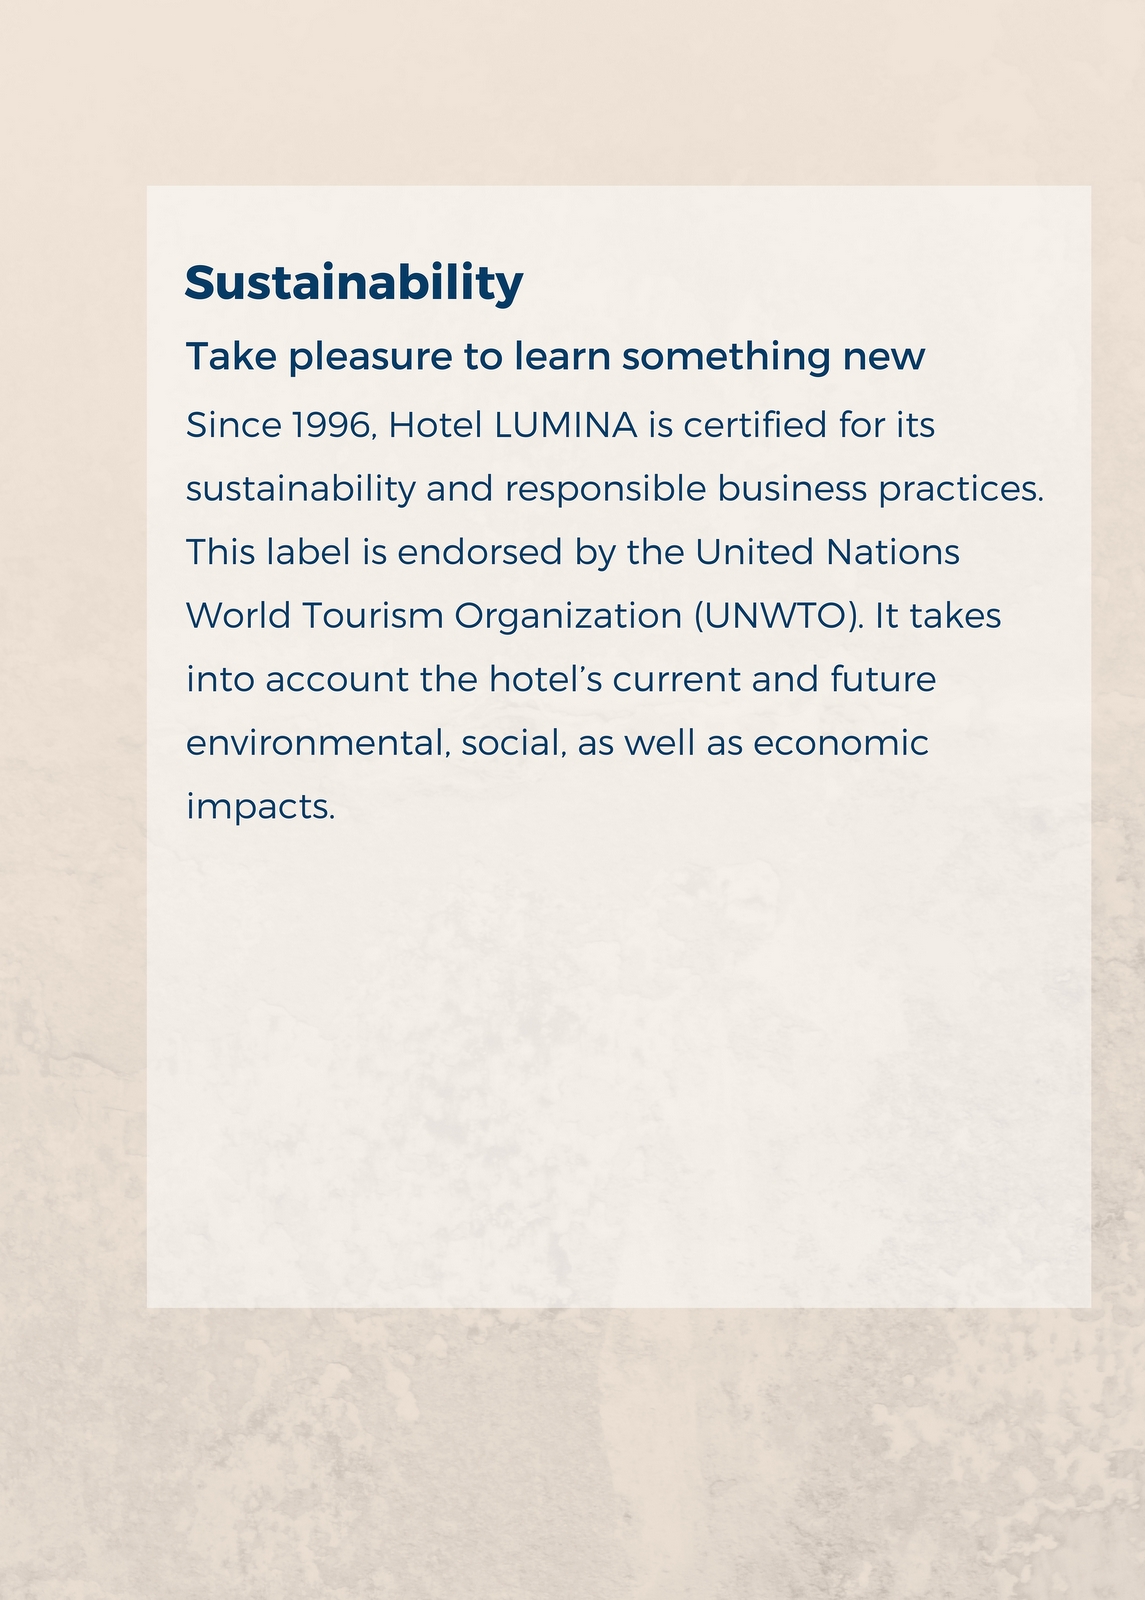 Sustainability
Take pleasure to learn something new
Since 1996, Hotel LUMINA is certified for its
sustainability and responsible business practices.
This label is endorsed by the United Nations
World Tourism Organization (UNWTO). It takes
into account the hotel’s current and future
environmental, social, as well as economic
impacts.